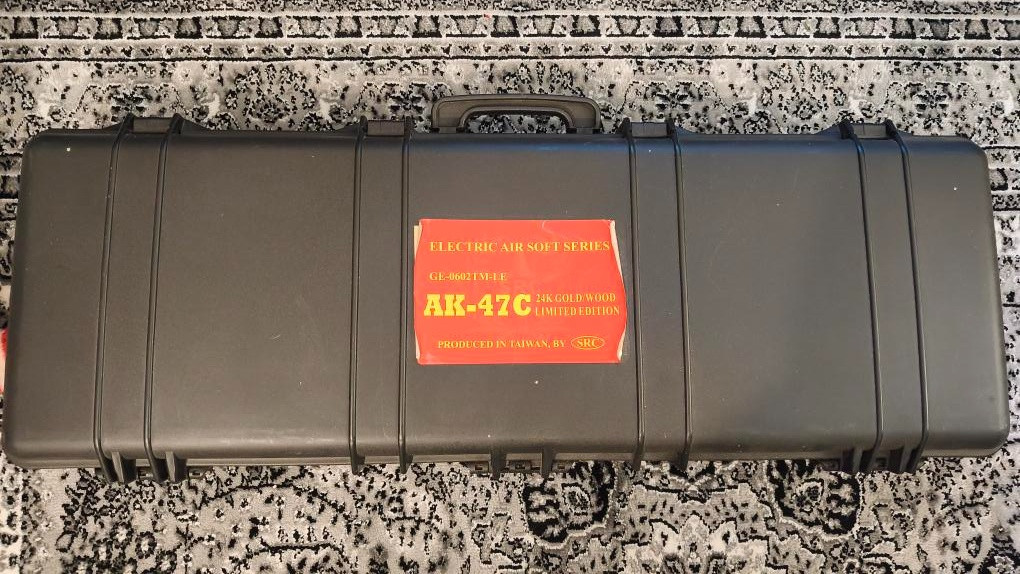 ELECTRIC AIR SOFT SERIES
GE-0602TM-LE
AK-47C 24K GOLD/WOOD
LIMITED EDITION
PRODUCED IN TAIWAN, BY SRC